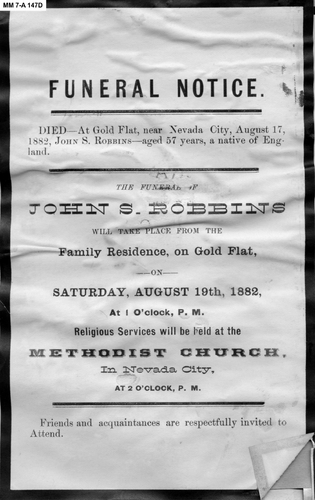 MM 7-A 147D
FUNERAL NOTICE.
DIED—At Gold Flat, near Nevada City, August 17,
1882, JOHN S. ROBBINS—aged 57 years, a native of Eng-
land.
THE FUNERAL OF
JOHN S. ROBBINS
WILL TAKE PLACE FROM THE
Family Residence, on Gold Flat,
—ON—
SATURDAY, AUGUST 19th, 1882,
At 1 O'clock, P. M.
Religious Services will be held at the
METHODIST CHURCH,
In Nevada City,
AT 2 O'CLOCK, P. M.
Friends and acquaintances are respectfully invited to
Attend.